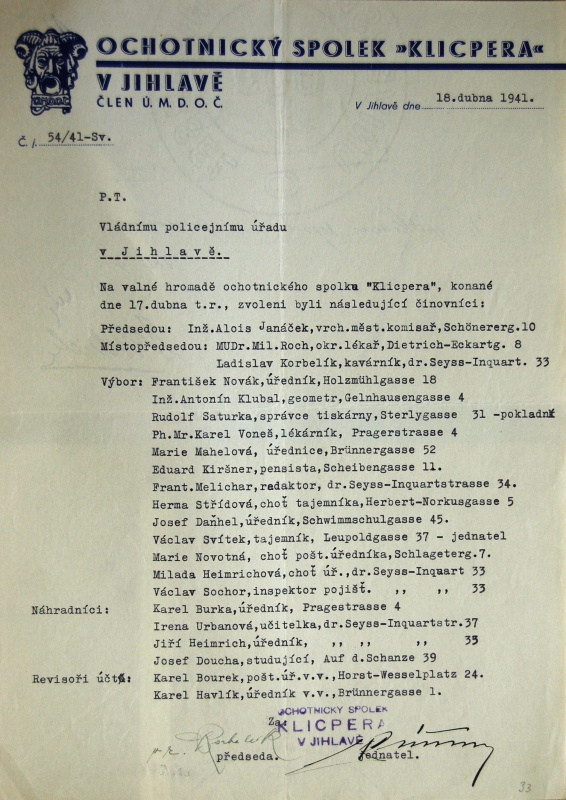 OCHOTNICKÝ SPOLEK »KLICPERA«
V JIHLAVĚ
ČLEN Ú. M. D. O. Č.
V Jihlavě dne 18.dubna 1941.
Č. j. 54/41-Sv.
P.T.
Vládnímu policejnímu úřadu
v Jihlavě.
Na valné hromadě ochotnického spolku "Klicpera", konané
dne 17.dubna t.r., zvoleni byli následující činovníci:
Předsedou: Inž.Alois Janáček,vrch.měst.komisař,Schönererg.10
Místopředsedou: MUDr.Mil.Roch,okr.lékař,Dietrich-Eckartg. 8
Ladislav Korbelík,kavárník,dr.Seyss-Inquart. 33
Výbor: František Novák,úředník,Holzmühlgasse 18
Inž.Antonín Klubal,geometr,Gelnhausengasse 4
Rudolf Saturka,správce tiskárny,Sterlygasse 31 -pokladník
Ph.Mr.Karel Voneš,lékárník, Pragerstrasse 4
Marie Mahelová, úřednice,Brünnergasse 52
Eduard Kiršner,pensista,Scheibengasse 11.
Frant.Melichar,redaktor, dr.Seyss-Inquartstrasse 34.
Herma Střídová,choť tajemníka,Herbert-Norkusgasse 5
Josef Daňhel,úředník,Schwimmschulgasse 45.
Václav Svítek,tajemník, Leupoldgasse 37 - jednatel
Marie Novotná, choť pošt.úředníka,Schlageterg.7.
Milada Heimrichová,choť úř.,dr.Seyss-Inquart 33
Václav Sochor,inspektor pojišť. ,, ,, 33
Náhradníci: Karel Burka,úředník, Pragestrasse 4
Irena Urbanová,učitelka,dr.Seyss-Inquartstr.37
Jiří Heimrich,úředník, ,, ,, ,, 33
Josef Doucha,studující, Auf d.Schanze 39
Revisoři účtů: Karel Bourek,pošt.úř.v.v.,Horst-Wesselplatz 24.
Karel Havlík,úředník v.v.,Brünnergasse 1.
Za:
OCHOTNICKÝ SPOLEK
KLICPERA
V JIHLAVĚ
předseda. jednatel.
33